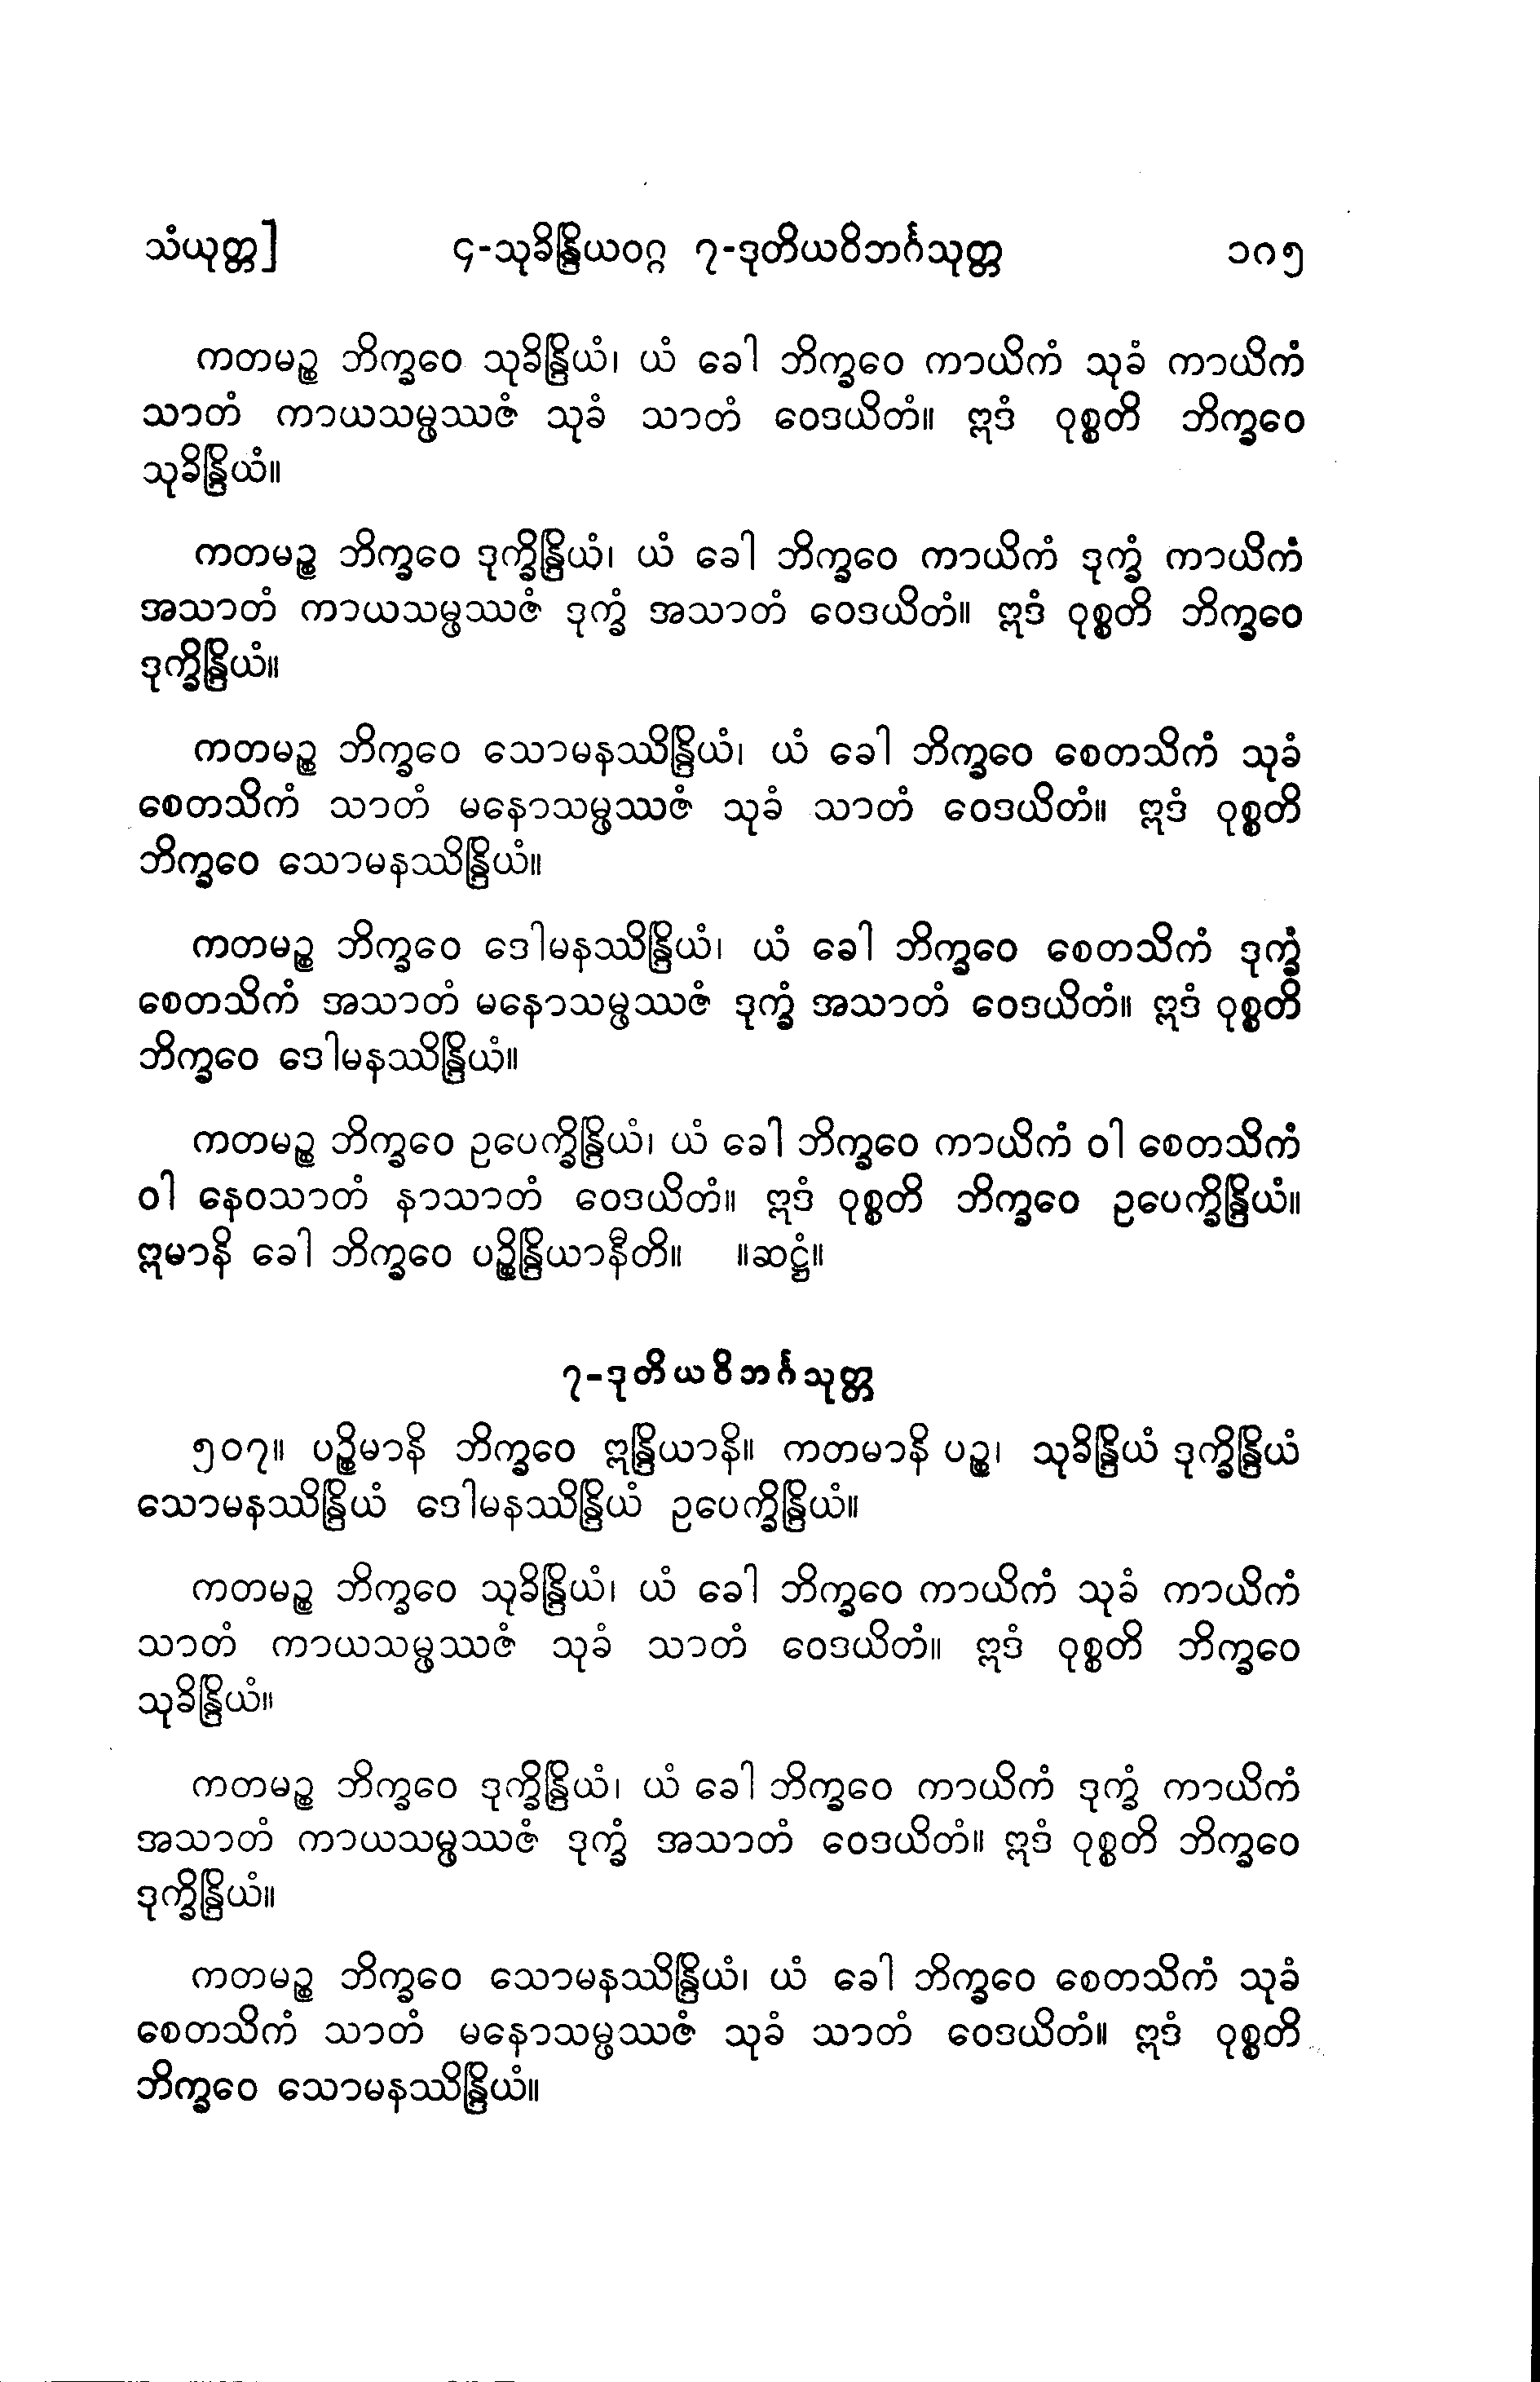 သံယုတ္တ] ၄-သုခိန္ဒြိယဝဂ္ဂ ၇-ဒုတိယဝိဘင်္ဂသုတ္တ ၁ဂ၅
ကတမဉ္စ ဘိက္ခဝေ သုခိန္ဒြိယံ၊ ယံ ခေါ ဘိက္ခဝေ ကာယိကံ သုခံ ကာယိကံ
သာတံ ကာယသမ္ဖဿဇံ သုခံ သာတံ ဝေဒယိတံ။ ဣဒံ ဝုစ္စတိ ဘိက္ခဝေ
သုခိန္ဒြိယံ။
ကတမဉ္စ ဘိက္ခဝေ ဒုက္ခိန္ဒြိယံ၊ ယံ ခေါ ဘိက္ခဝေ ကာယိကံ ဒုက္ခံ ကာယိကံ
အသာတံ ကာယသမ္ဖဿဇံ ဒုက္ခံ အသာတံ ဝေဒယိတံ။ ဣဒံ ဝုစ္စတိ ဘိက္ခဝေ
ဒုက္ခိန္ဒြိယံ။
ကတမဉ္စ ဘိက္ခဝေ သောမနဿိန္ဒြိယံ၊ ယံ ခေါ ဘိက္ခဝေ စေတသိကံ သုခံ
စေတသိကံ သာတံ မနောသမ္ဖဿဇံ သုခံ သာတံ ဝေဒယိတံ။ ဣဒံ ဝုစ္စတိ
ဘိက္ခဝေ သောမနဿိန္ဒြိယံ။
ကတမဉ္စ ဘိက္ခဝေ ဒေါမနဿိန္ဒြိယံ၊ ယံ ခေါ ဘိက္ခဝေ စေတသိကံ ဒုက္ခံ
စေတသိကံ အသာတံ မနောသမ္ဖဿဇံ ဒုက္ခံ အသာတံ ဝေဒယိတံ။ ဣဒံ ဝုစ္စတိ
ဘိက္ခဝေ ဒေါမနဿိန္ဒြိယံ။
ကတမဉ္စ ဘိက္ခဝေ ဥပေက္ခိန္ဒြိယံ၊ ယံ ခေါ ဘိက္ခဝေ ကာယိကံ ဝါ စေတသိကံ
ဝါ နေဝသာတံ နာသာတံ ဝေဒယိတံ။ ဣဒံ ဝုစ္စတိ ဘိက္ခဝေ ဥပေက္ခိန္ဒြိယံ။
ဣမာနိ ခေါ ဘိက္ခဝေ ပဉ္စိန္ဒြိယာနီတိ။ ။ဆဋ္ဌံ။
၇-ဒုတိယဝိဘင်္ဂသုတ္တ
၅၀၇။ ပဉ္စိမာနိ ဘိက္ခဝေ ဣန္ဒြိယာနိ။ ကတမာနိ ပဉ္စ၊ သုခိန္ဒြိယံ ဒုက္ခိန္ဒြိယံ
သောမနဿိန္ဒြိယံ ဒေါမနဿိန္ဒြိယံ ဥပေက္ခိန္ဒြိယံ။
ကတမဉ္စ ဘိက္ခဝေ သုခိန္ဒြိယံ၊ ယံ ခေါ ဘိက္ခဝေ ကာယိကံ သုခံ ကာယိကံ
သာတံ ကာယသမ္ဖဿဇံ သုခံ သာတံ ဝေဒယိတံ။ ဣဒံ ဝုစ္စတိ ဘိက္ခဝေ
သုခိန္ဒြိယံ။
ကတမဉ္စ ဘိက္ခဝေ ဒုက္ခိန္ဒြိယံ၊ ယံ ခေါ ဘိက္ခဝေ ကာယိကံ ဒုက္ခံ ကာယိကံ
အသာတံ ကာယသမ္ဖဿဇံ ဒုက္ခံ အသာတံ ဝေဒယိတံ။ ဣဒံ ဝုစ္စတိ ဘိက္ခဝေ
ဒုက္ခိန္ဒြိယံ။
ကတမဉ္စ ဘိက္ခဝေ သောမနဿိန္ဒြိယံ၊ ယံ ခေါ ဘိက္ခဝေ စေတသိကံ သုခံ
စေတသိကံ သာတံ မနောသမ္ဖဿဇံ သုခံ သာတံ ဝေဒယိတံ။ ဣဒံ ဝုစ္စတိ
ဘိက္ခဝေ သောမနဿိန္ဒြိယံ။